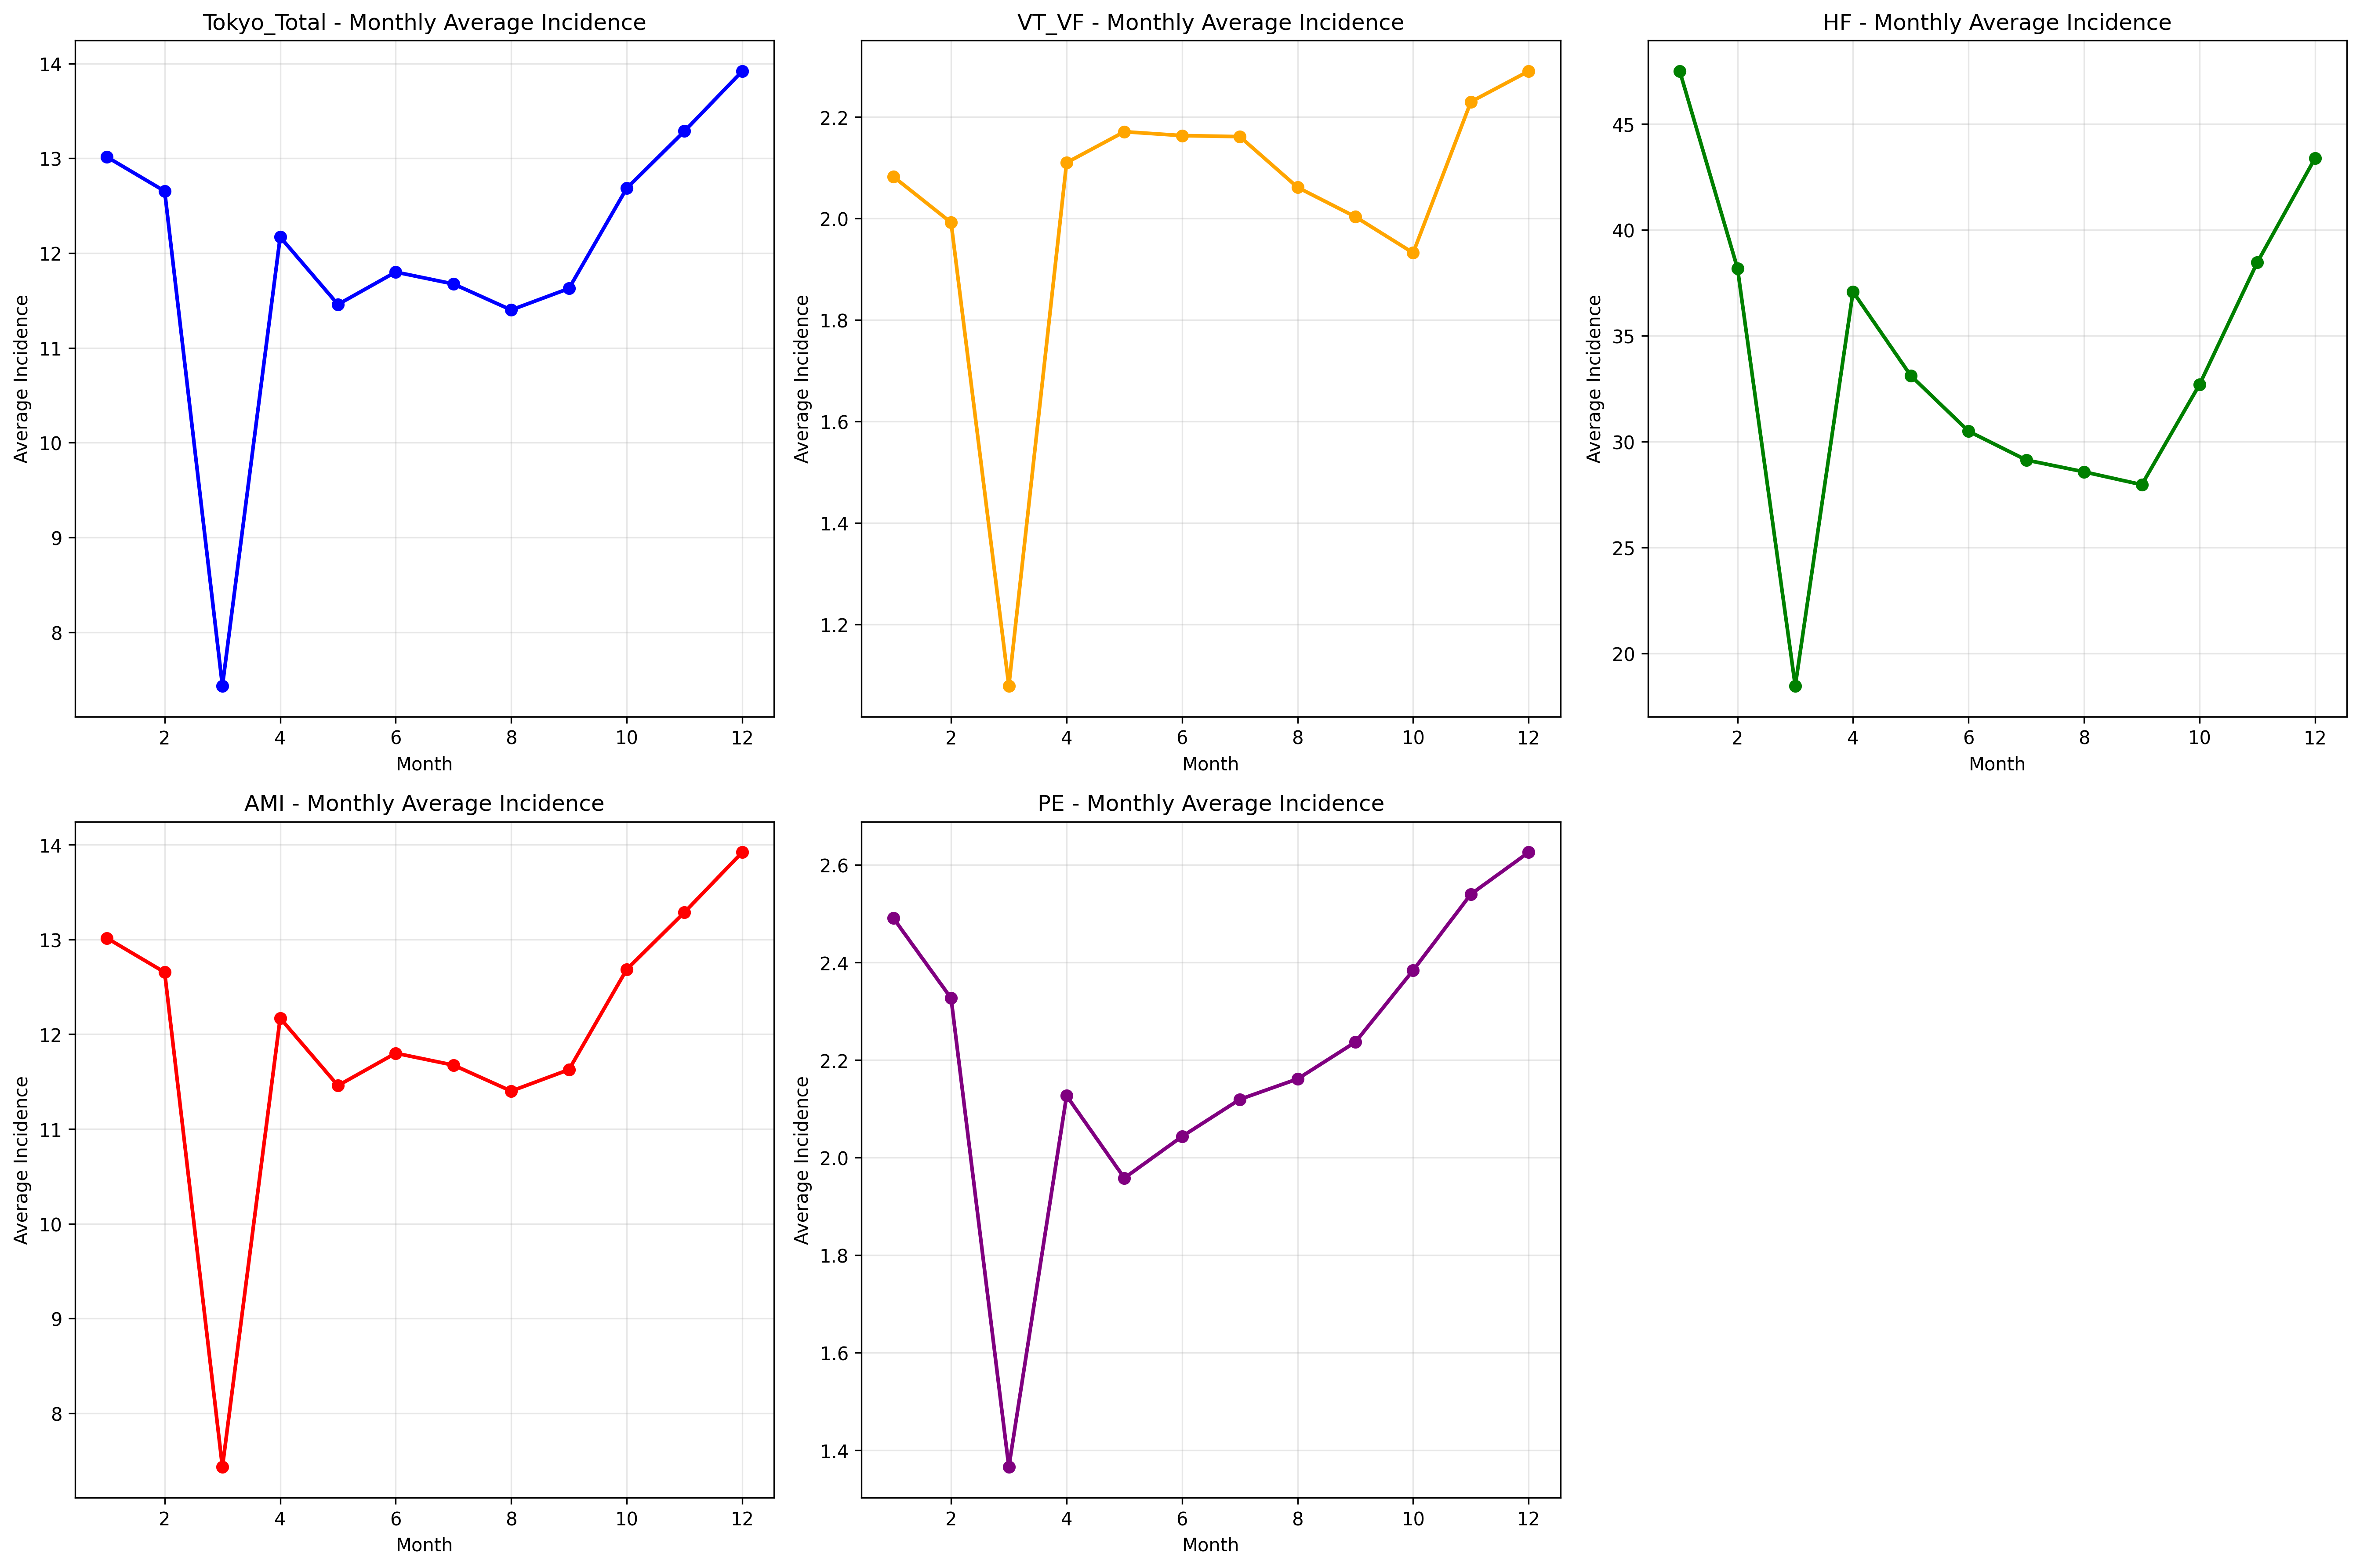 Tokyo_Total - Monthly Average Incidence
14
13
12
11
10
9
8
Average Incidence
2 4 6 8 10 12
Month
VT_VF - Monthly Average Incidence
2.2
2.0
1.8
1.6
1.4
1.2
Average Incidence
2 4 6 8 10 12
Month
HF - Monthly Average Incidence
45
40
35
30
25
20
Average Incidence
2 4 6 8 10 12
Month
AMI - Monthly Average Incidence
14
13
12
11
10
9
8
Average Incidence
2 4 6 8 10 12
Month
PE - Monthly Average Incidence
2.6
2.4
2.2
2.0
1.8
1.6
1.4
Average Incidence
2 4 6 8 10 12
Month